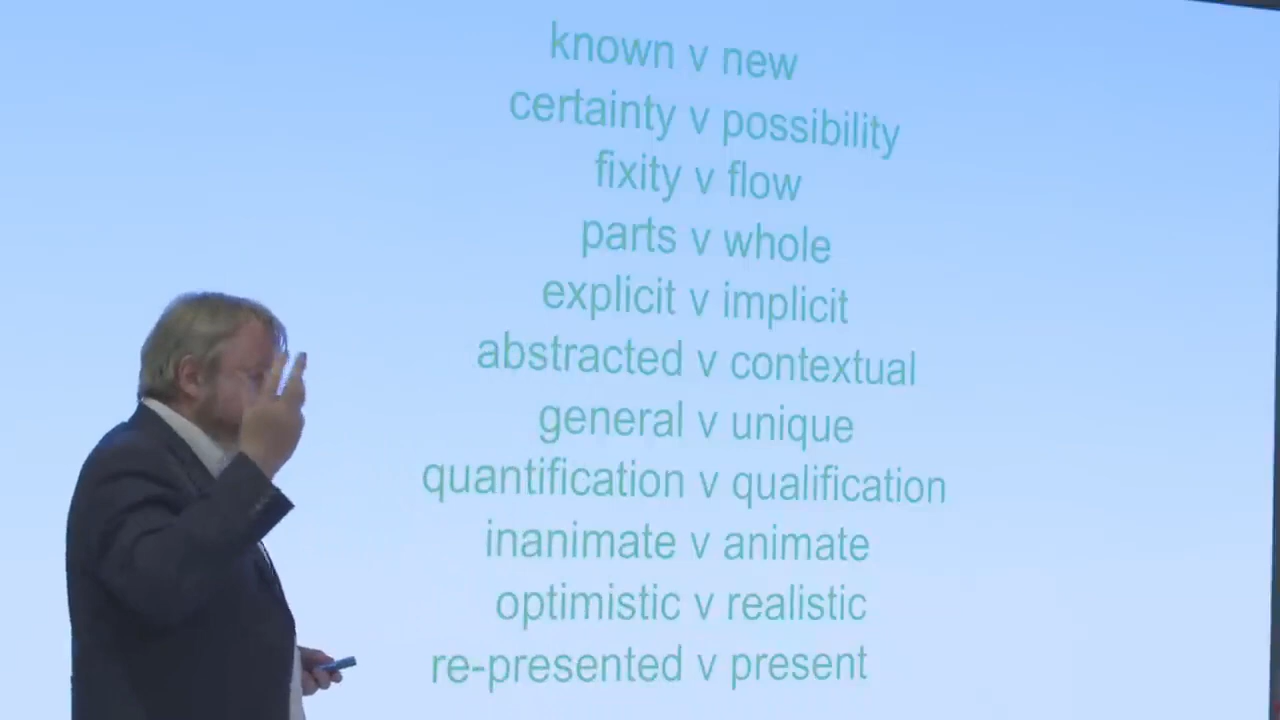 known v new
certainty v possibility
fixity v flow
parts v whole
explicit v implicit
abstracted v contextual
general v unique
quantification v qualification
inanimate v animate
optimistic v realistic
re-presented v present